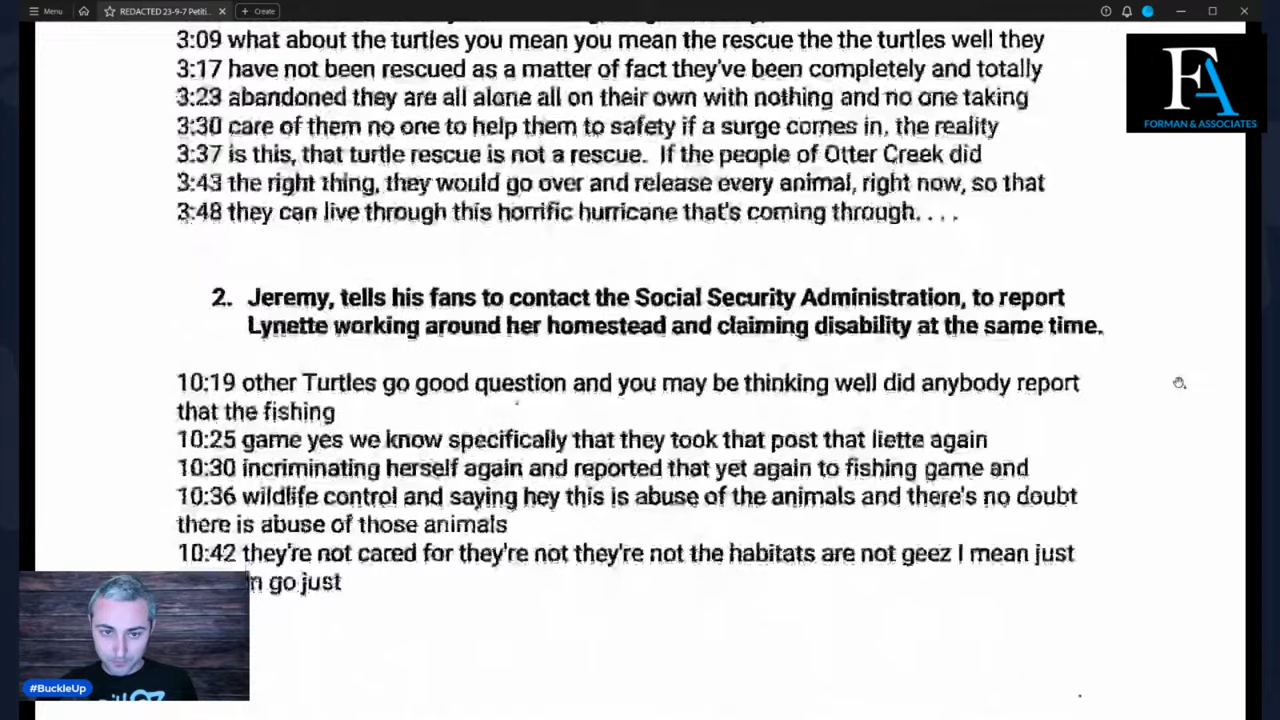 Menu
REDACTED 23-9-7 Petiti...
Create
3:09 what about the turtles you mean you mean the rescue the the turtles well they
3:17 have not been rescued as a matter of fact they've been completely and totally
3:23 abandoned they are all alone all on their own with nothing and no one taking
3:30 care of them no one to help them to safety if a surge comes in, the reality
3:37 is this, that turtle rescue is not a rescue. If the people of Otter Creek did
3:43 the right thing, they would go over and release every animal, right now, so that
3:48 they can live through this horrific hurricane that's coming through. . . .
FA
FORMAN & ASSOCIATES
2. Jeremy, tells his fans to contact the Social Security Administration, to report
Lynette working around her homestead and claiming disability at the same time.
10:19 other Turtles go good question and you may be thinking well did anybody report
that the fishing
10:25 game yes we know specifically that they took that post that liette again
10:30 incriminating herself again and reported that yet again to fishing game and
10:36 wildlife control and saying hey this is abuse of the animals and there's no doubt
there is abuse of those animals
10:42 they're not cared for they're not they're not the habitats are not geez I mean just
go just
#BuckleUp